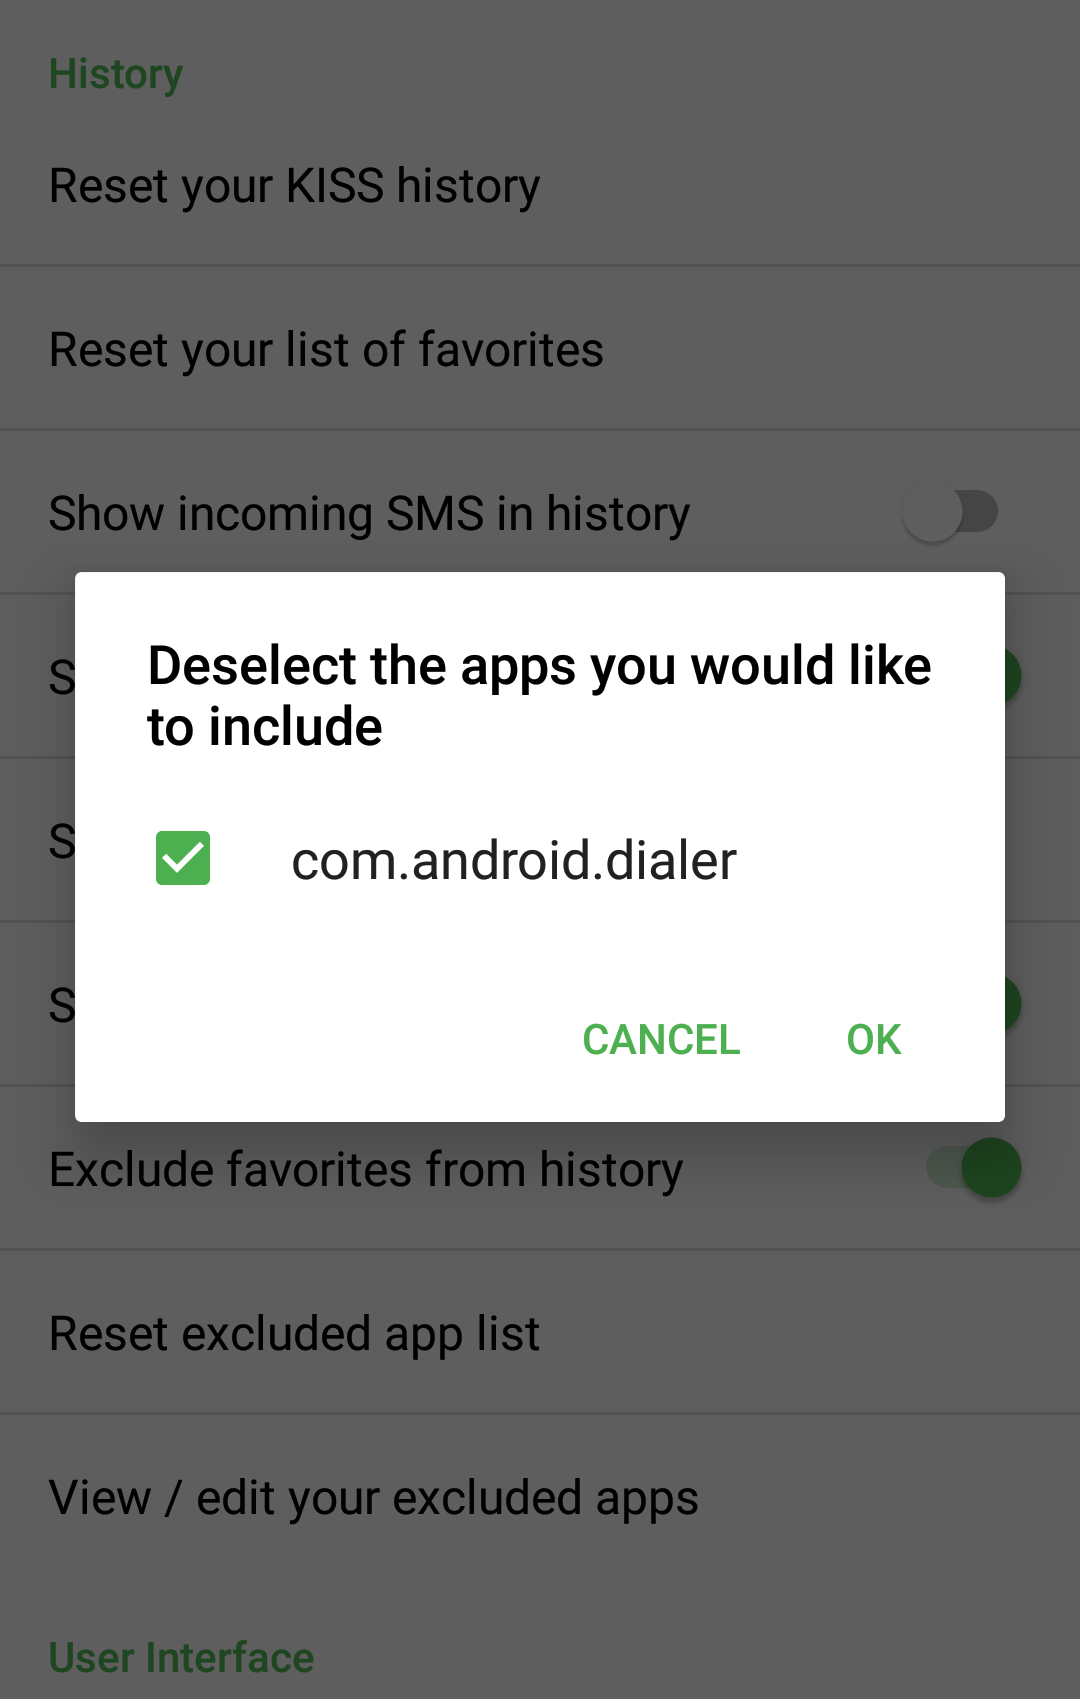 History
Reset your KISS history
Reset your list of favorites
Show incoming SMS in history
Deselect the apps you would like
to include
com.android.dialer
CANCEL OK
Exclude favorites from history
Reset excluded app list
View / edit your excluded apps
User Interface